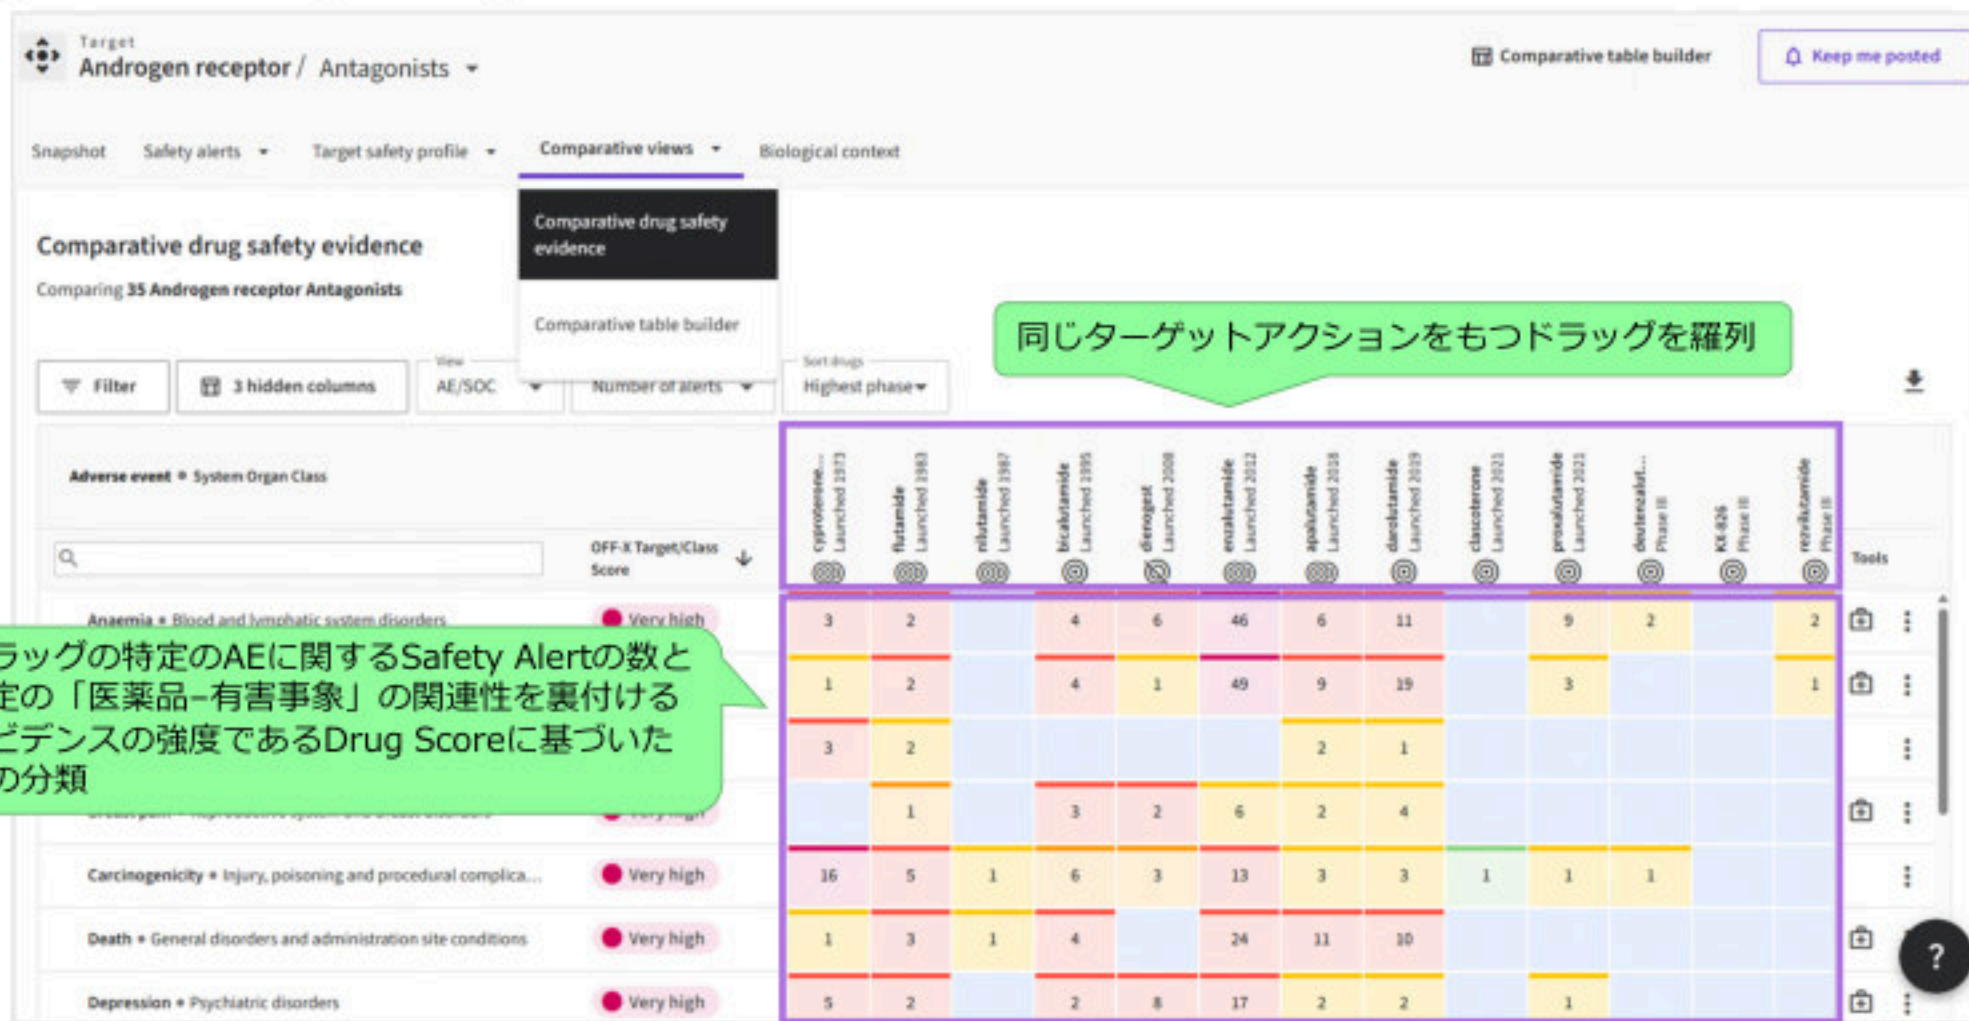 Target
Androgen receptor / Antagonists
Comparative table builder
Keep me posted
Snapshot
Safety alerts
Target safety profile
Comparative views
Biological context
Comparative drug safety
evidence
Comparative table builder
Comparative drug safety evidence
Comparing 35 Androgen receptor Antagonists
同じターゲットアクションをもつドラッグを羅列
Filter
3 hidden columns
View
AE/SOC
Number of alerts
Sort drugs
Highest phase
Adverse event • System Organ Class
OFF-X Target/Class
Score
cyproterone...
Launched 1973
flutamide
Launched 1983
nilutamide
Launched 1987
bicalutamide
Launched 1995
dienogest
Launched 2008
enzalutamide
Launched 2012
apalutamide
Launched 2018
darolutamide
Launched 2019
clascoterone
Launched 2021
proxalutamide
Launched 2021
deutenzalut...
Phase III
KX-826
Phase III
rezvilutamide
Phase III
Tools
Anaemia • Blood and lymphatic system disorders Very high 3 2 4 6 46 6 11 9 2 2
ラッグの特定のAEに関するSafety Alertの数と
定の「医薬品–有害事象」の関連性を裏付ける
ビデンスの強度であるDrug Scoreに基づいた
の分類
1 2 4 1 49 9 19 3 1
3 2 2 1
1 3 2 6 2 4
Carcinogenicity • Injury, poisoning and procedural complica... Very high 16 5 1 6 3 13 3 3 1 1 1
Death • General disorders and administration site conditions Very high 1 3 1 4 24 11 10
Depression • Psychiatric disorders Very high 5 2 2 8 17 2 2 1
?